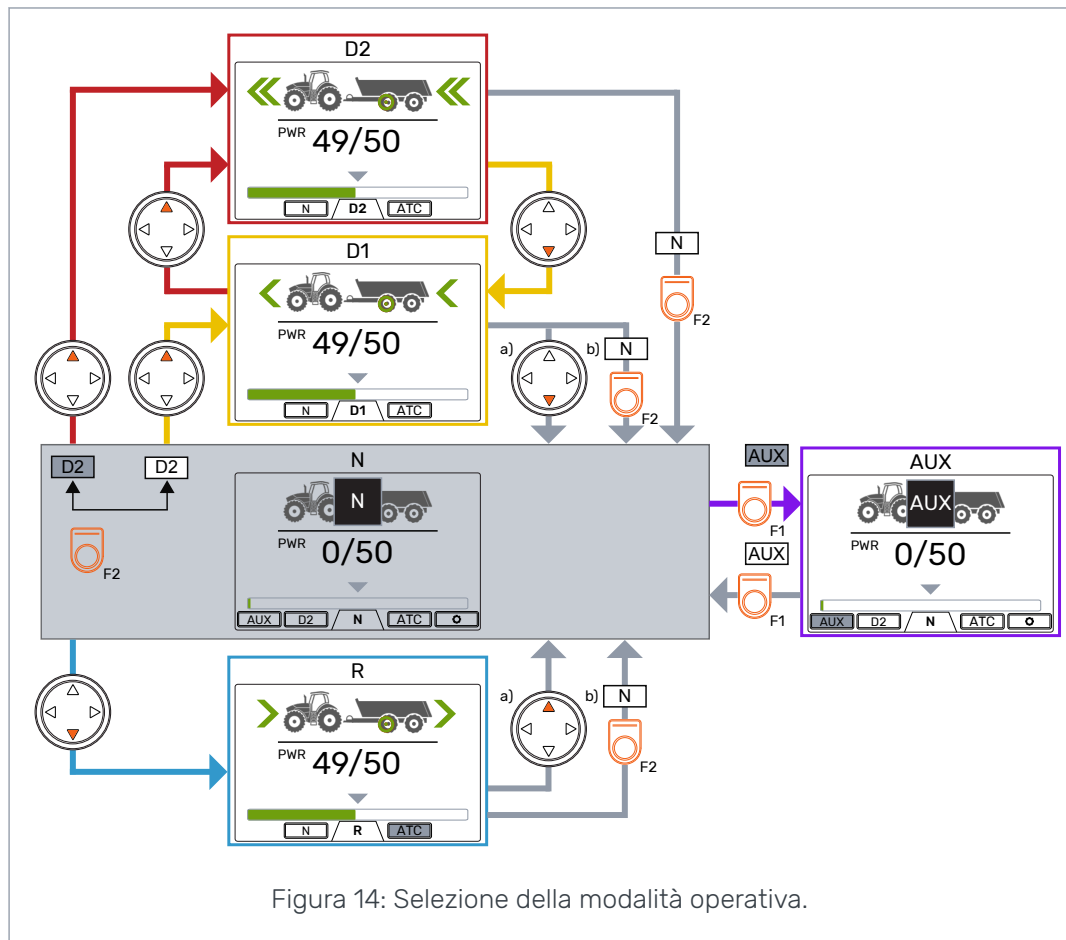 D2
PWR 49/50
N D2 ATC
D1
PWR 49/50
N D1 ATC
N
F2
a)
b) N
F2
D2 D2
F2
N
N
PWR 0/50
AUX D2 N ATC
AUX
F1
AUX
F1
AUX
AUX
PWR 0/50
AUX D2 N ATC
R
PWR 49/50
N R ATC
a)
b) N
F2
Figura 14: Selezione della modalità operativa.